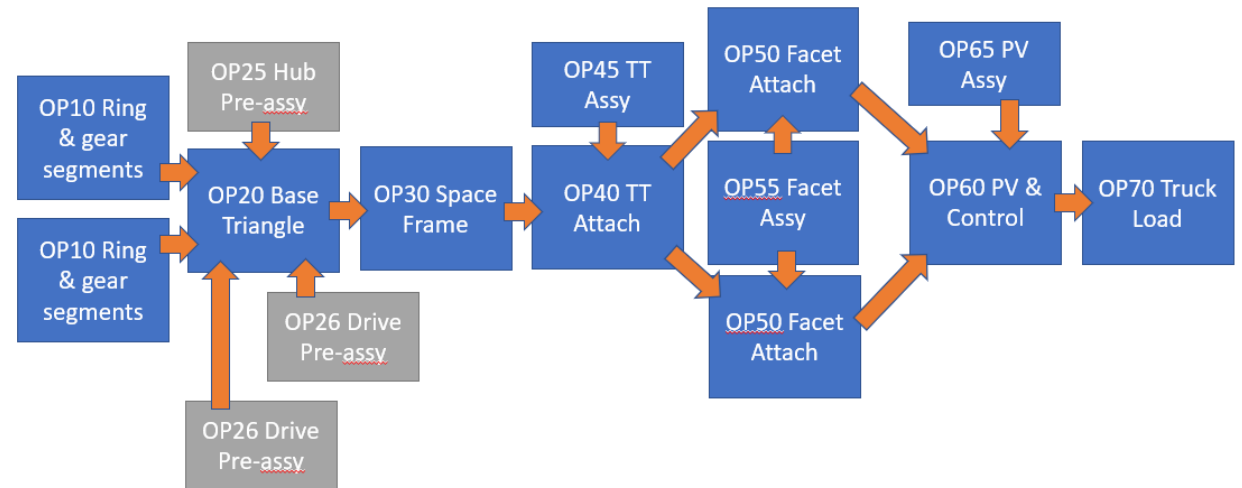 OP10 Ring
& gear
segments
OP10 Ring
& gear
segments
OP25 Hub
Pre-assy
OP20 Base
Triangle
OP26 Drive
Pre-assy
OP26 Drive
Pre-assy
OP30 Space
Frame
OP45 TT
Assy
OP40 TT
Attach
OP50 Facet
Attach
OP55 Facet
Assy
OP50 Facet
Attach
OP65 PV
Assy
OP60 PV &
Control
OP70 Truck
Load